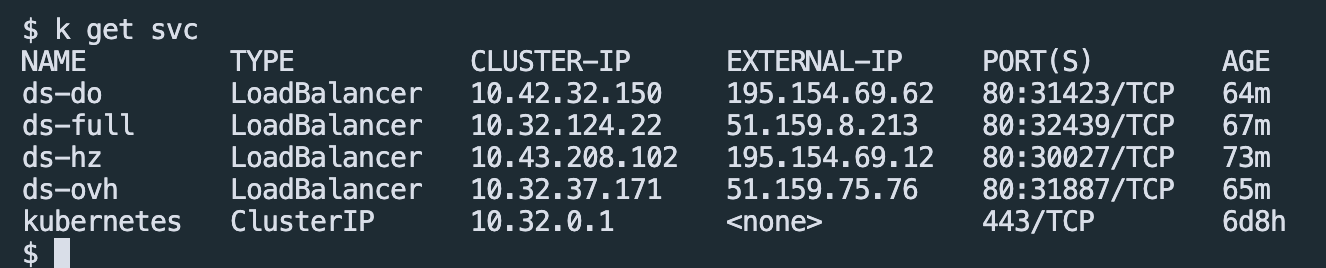 $ k get svc
NAME TYPE CLUSTER-IP EXTERNAL-IP PORT(S) AGE
ds-do LoadBalancer 10.42.32.150 195.154.69.62 80:31423/TCP 64m
ds-full LoadBalancer 10.32.124.22 51.159.8.213 80:32439/TCP 67m
ds-hz LoadBalancer 10.43.208.102 195.154.69.12 80:30027/TCP 73m
ds-ovh LoadBalancer 10.32.37.171 51.159.75.76 80:31887/TCP 65m
kubernetes ClusterIP 10.32.0.1 <none> 443/TCP 6d8h
$